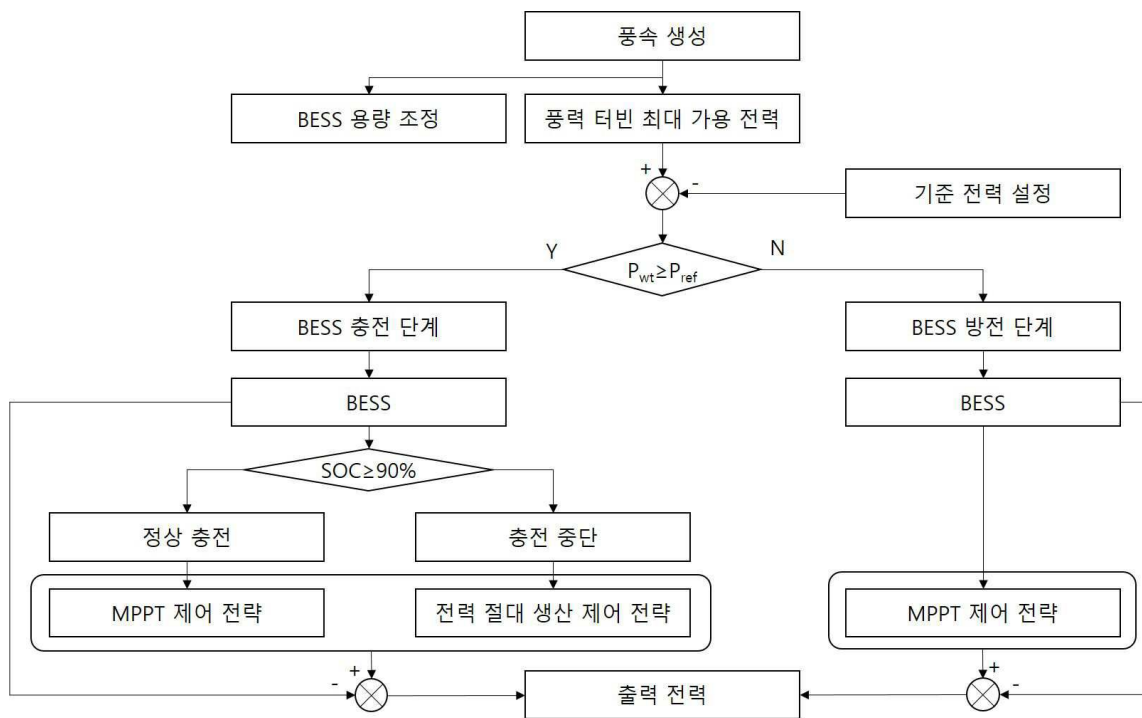 풍속 생성
BESS 용량 조정
풍력 터빈 최대 가용 전력
+
-
기준 전력 설정
Y
P_wt≥P_ref
N
BESS 충전 단계
BESS 방전 단계
BESS
BESS
SOC≥90%
정상 충전
충전 중단
MPPT 제어 전략
전력 절대 생산 제어 전략
MPPT 제어 전략
+
-
출력 전력
+
-